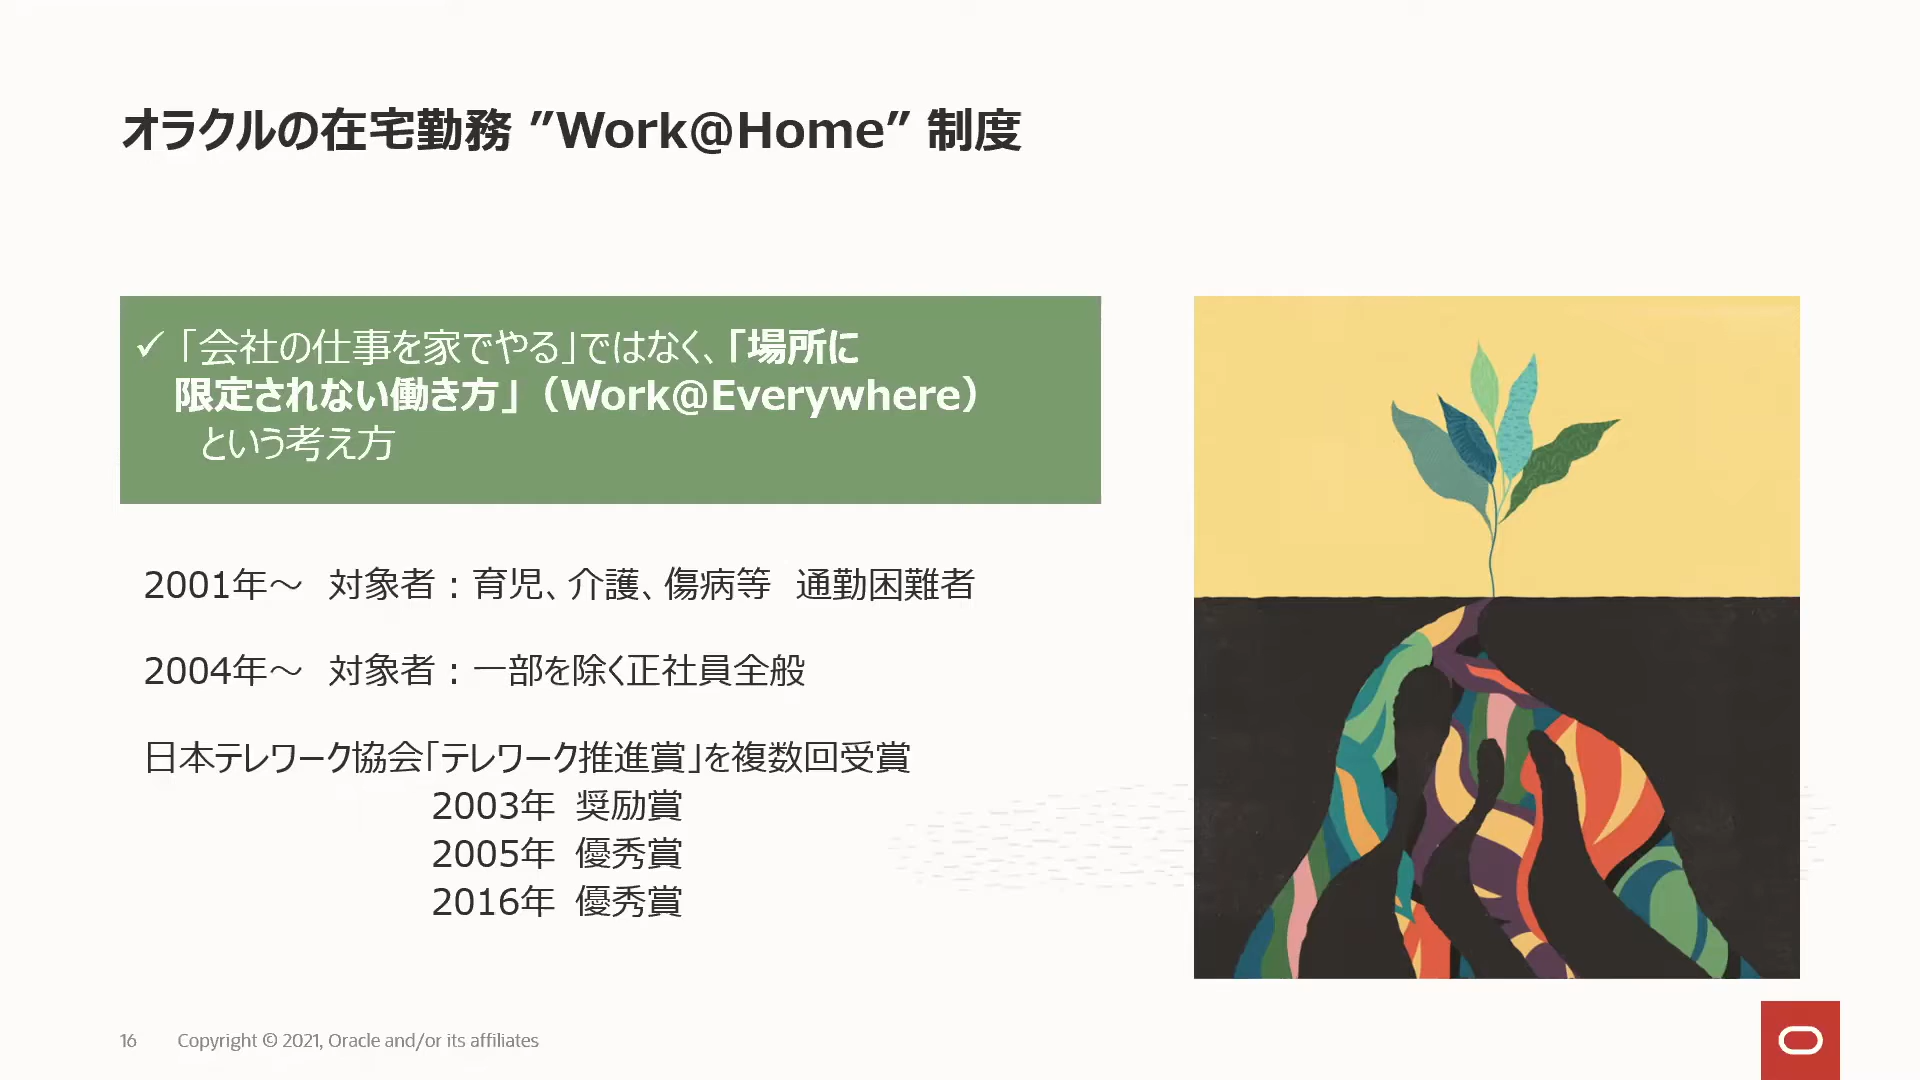 オラクルの在宅勤務 ”Work@Home” 制度
✓「会社の仕事を家でやる」ではなく、「場所に
限定されない働き方」（Work@Everywhere）
という考え方
2001年～　対象者：育児、介護、傷病等　通勤困難者
2004年～　対象者：一部を除く正社員全般
日本テレワーク協会「テレワーク推進賞」を複数回受賞
2003年 奨励賞
2005年 優秀賞
2016年 優秀賞
16 Copyright © 2021, Oracle and/or its affiliates